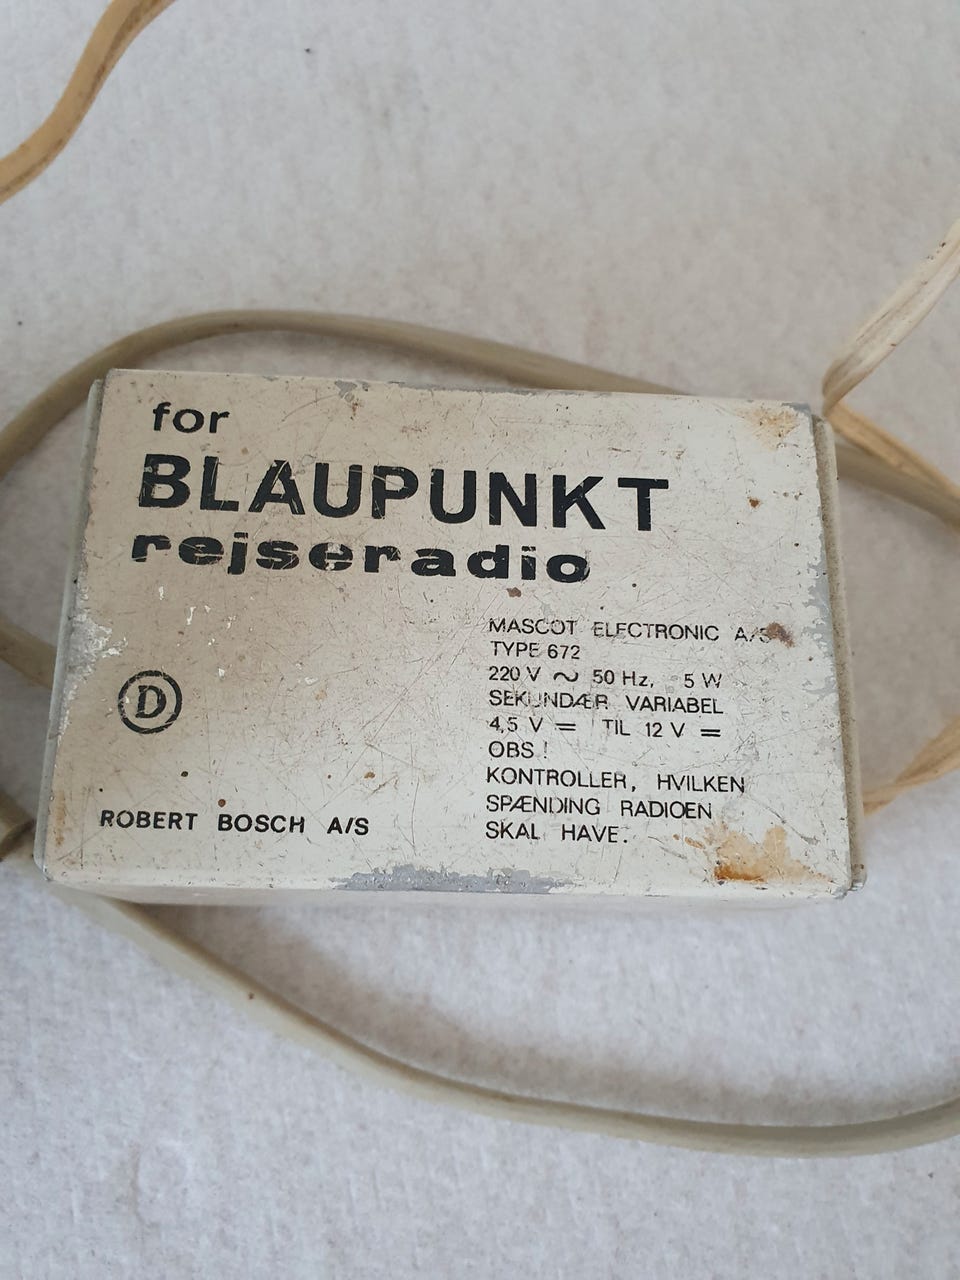 for
BLAUPUNKT
rejseradio
MASCOT ELECTRONIC A/S
TYPE 672
220 V ~ 50 Hz, 5 W
SEKUNDÆR VARIABEL
4,5 V = TIL 12 V =
OBS!
KONTROLLER, HVILKEN
SPÆNDING RADIOEN
SKAL HAVE.
D
ROBERT BOSCH A/S